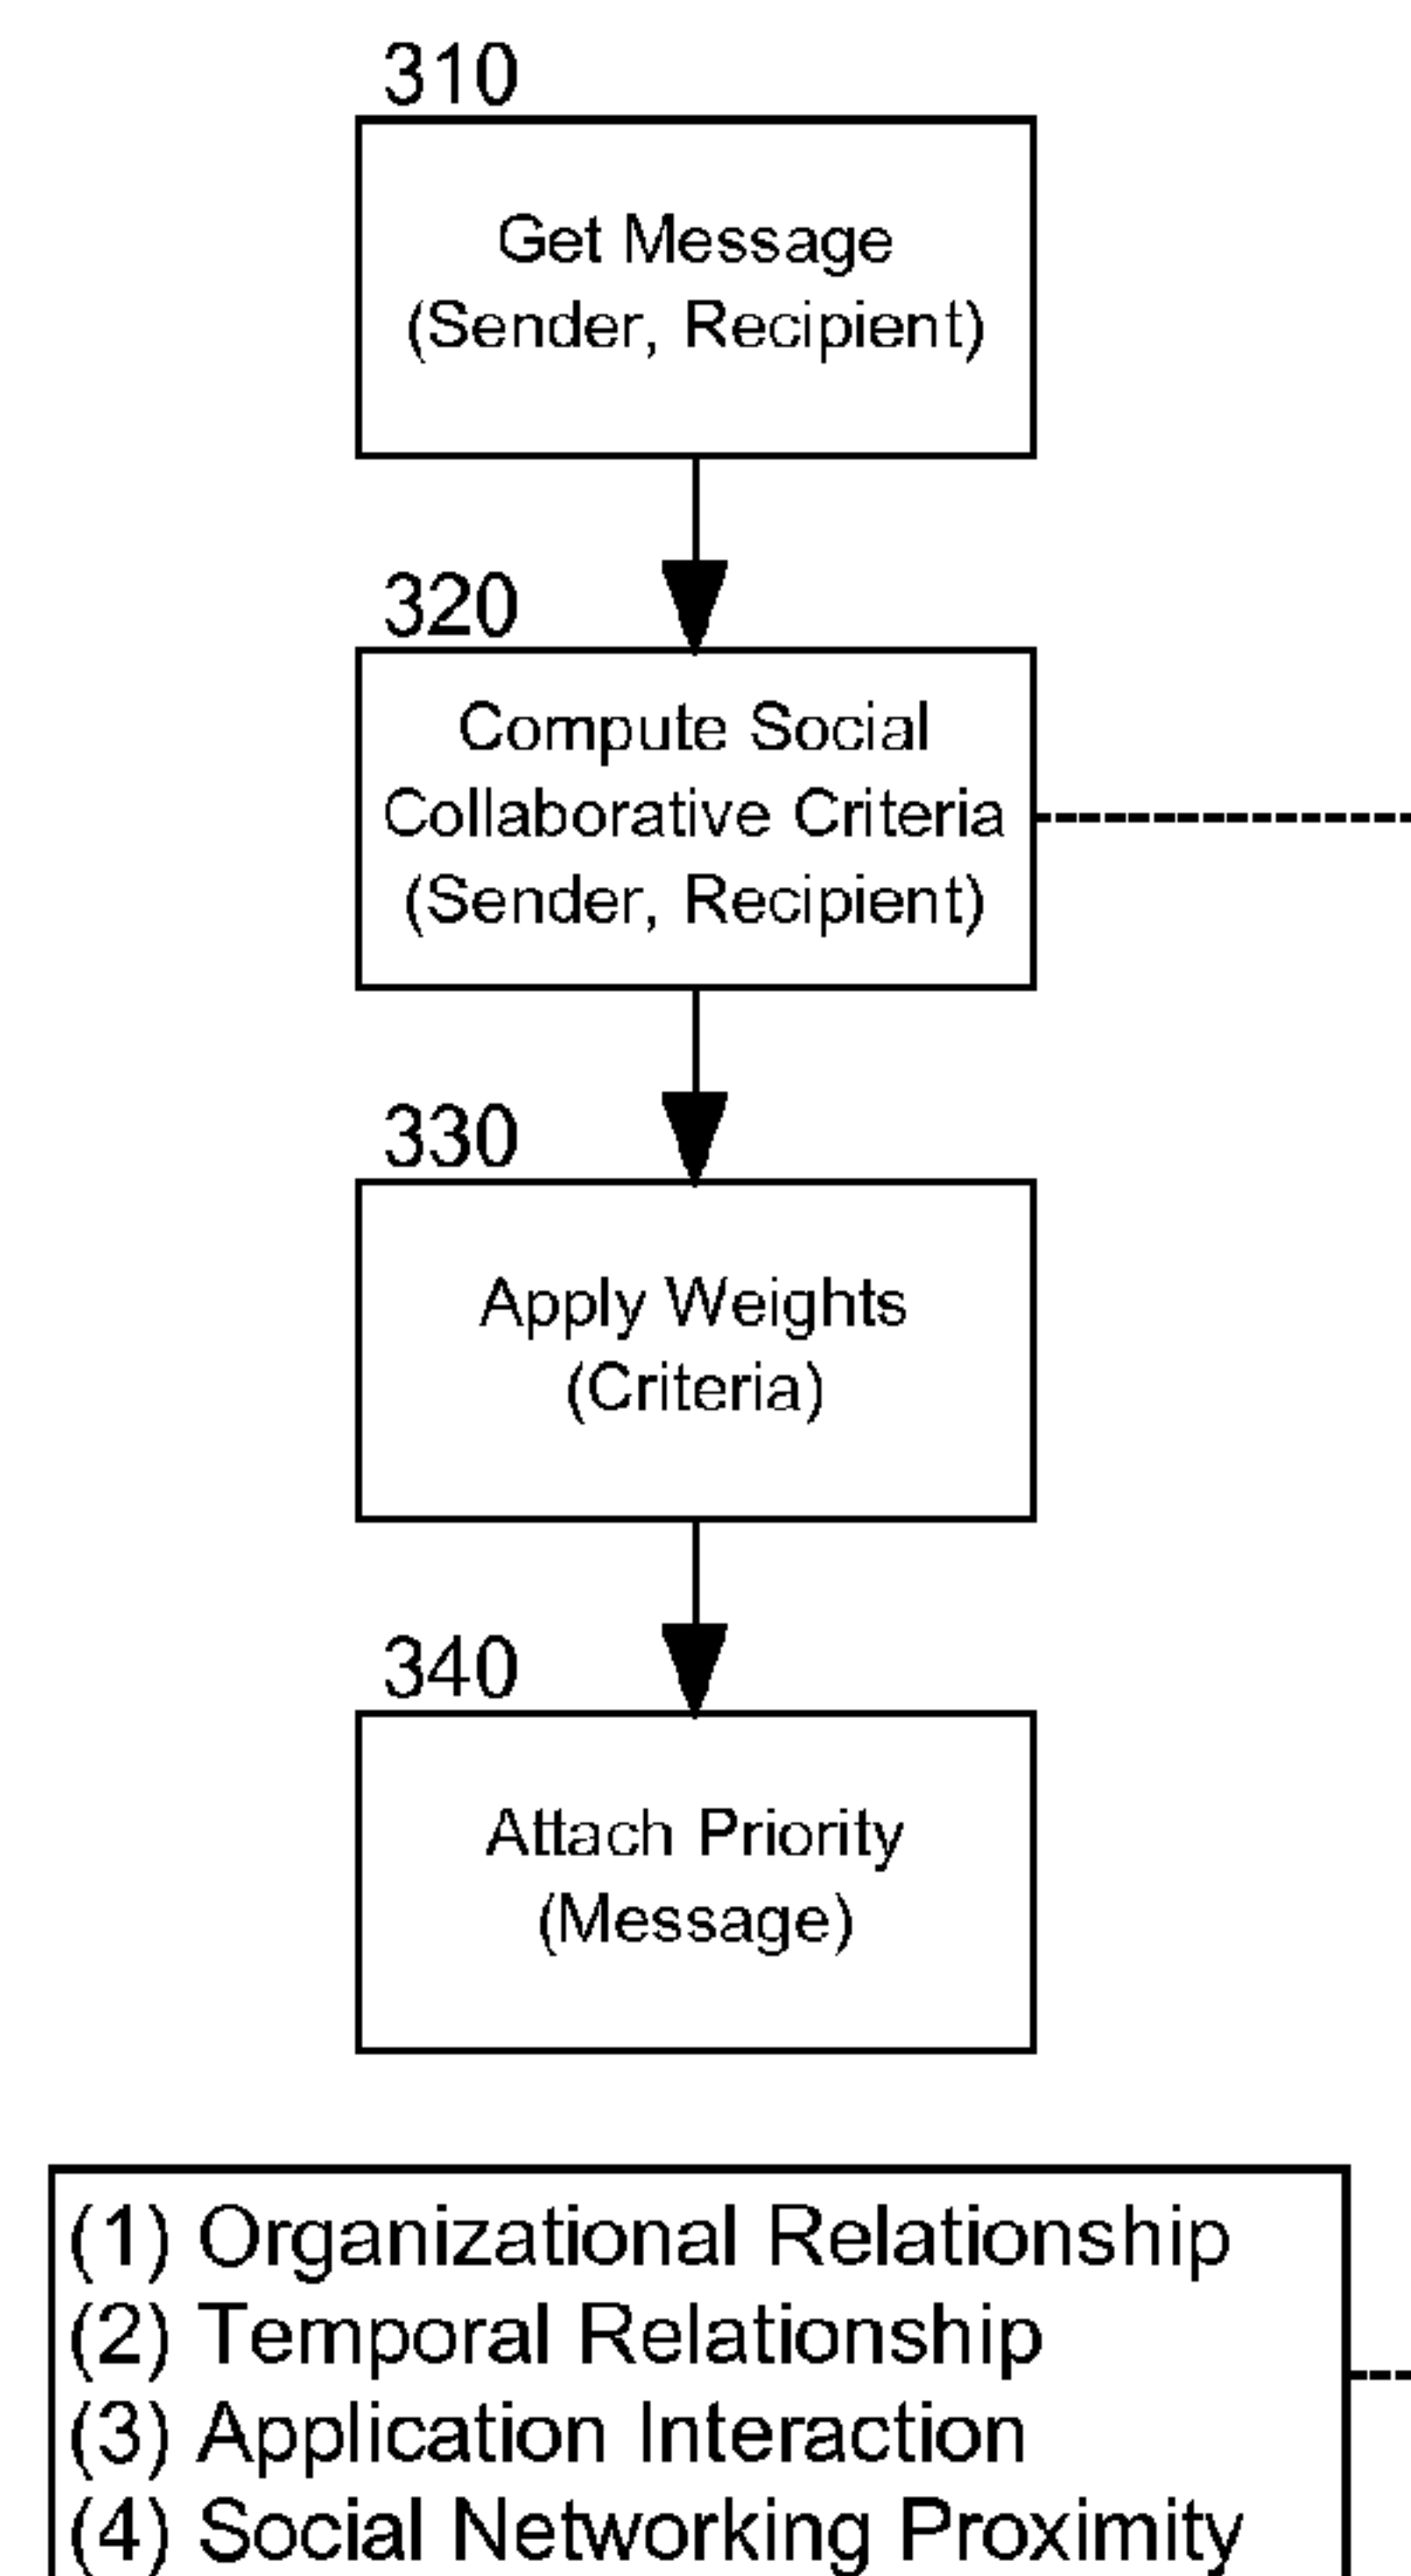 310
Get Message
(Sender, Recipient)
320
Compute Social
Collaborative Criteria
(Sender, Recipient)
330
Apply Weights
(Criteria)
340
Attach Priority
(Message)
(1) Organizational Relationship
(2) Temporal Relationship
(3) Application Interaction
(4) Social Networking Proximity